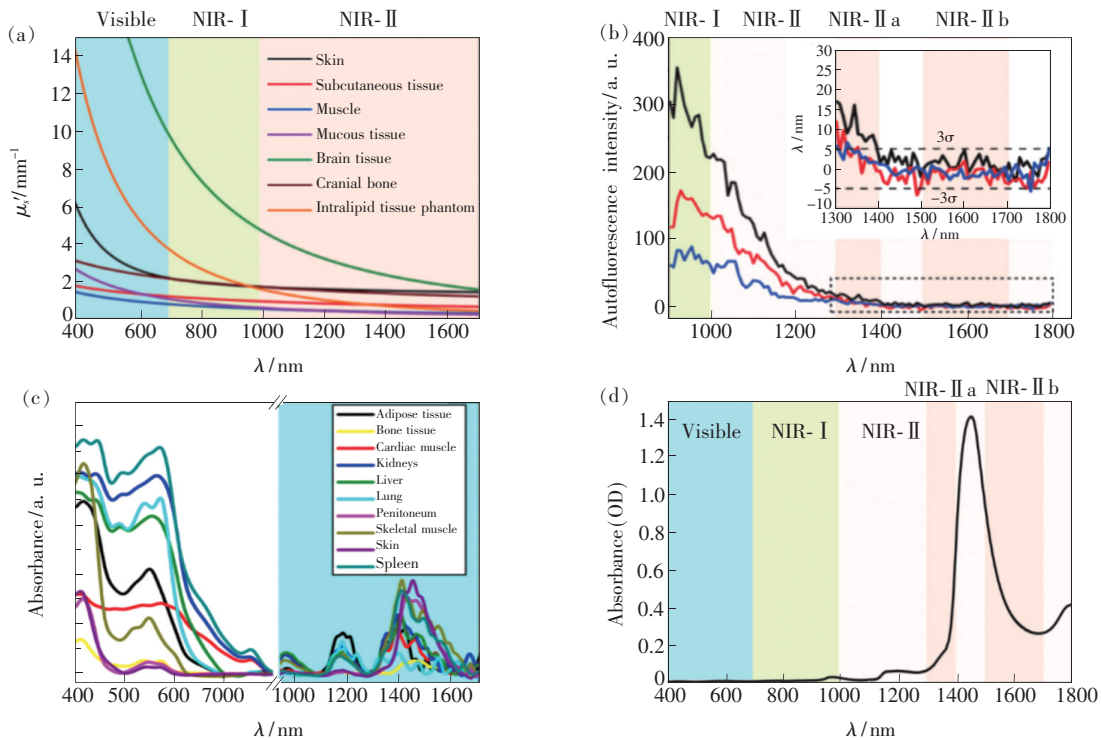 (a)
Visible NIR-Ⅰ NIR-Ⅱ
μs′/mm⁻¹
14
12
10
8
6
4
2
0
Skin
Subcutaneous tissue
Muscle
Mucous tissue
Brain tissue
Cranial bone
Intralipid tissue phantom
400 600 800 1000 1200 1400 1600
λ/nm
(b)
NIR-Ⅰ NIR-Ⅱ NIR-Ⅱa NIR-Ⅱb
Autofluorescence intensity/a. u.
400
300
200
100
0
λ/nm
30
25
20
15
10
5
0
-5
-10
3σ
-3σ
1300 1400 1500 1600 1700 1800
λ/nm
1000 1200 1400 1600 1800
λ/nm
(c)
Absorbance/a. u.
Adipose tissue
Bone tissue
Cardiac muscle
Kidneys
Liver
Lung
Penitoneum
Skeletal muscle
Skin
Spleen
400 500 600 7000 1000 1200 1400 1600
λ/nm
(d)
NIR-Ⅱa NIR-Ⅱb
Visible NIR-Ⅰ NIR-Ⅱ
Absorbance(OD)
1.4
1.2
1.0
0.8
0.6
0.4
0.2
0
400 600 800 1000 1200 1400 1600 1800
λ/nm